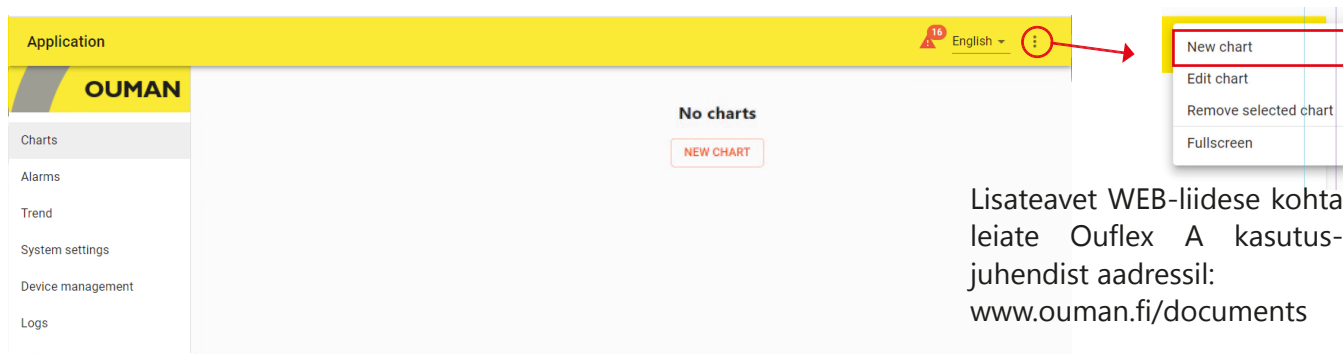 Application
16
English
OUMAN
Charts
Alarms
Trend
System settings
Device management
Logs
No charts
NEW CHART
New chart
Edit chart
Remove selected chart
Fullscreen
Lisateavet WEB-liidese kohta
leiate Ouflex A kasutus-
juhendist aadressil:
www.ouman.fi/documents